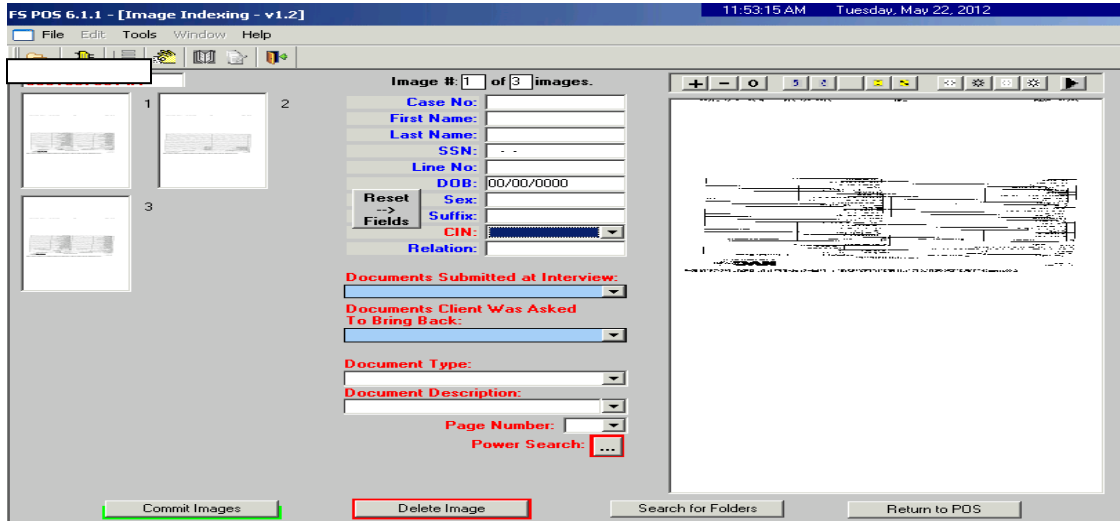 FS POS 6.1.1 - [Image Indexing - v1.2]
11:53:15 AM Tuesday, May 22, 2012
File Edit Tools Window Help
Image #: 1 of 3 images.
1
2
3
Case No:
First Name:
Last Name:
SSN: - -
Line No:
DOB: 00/00/0000
Reset
-->
Fields
Sex:
Suffix:
CIN:
Relation:
Documents Submitted at Interview:
Documents Client Was Asked
To Bring Back:
Document Type:
Document Description:
Page Number:
Power Search: ...
+ - o
Commit Images
Delete Image
Search for Folders
Return to POS